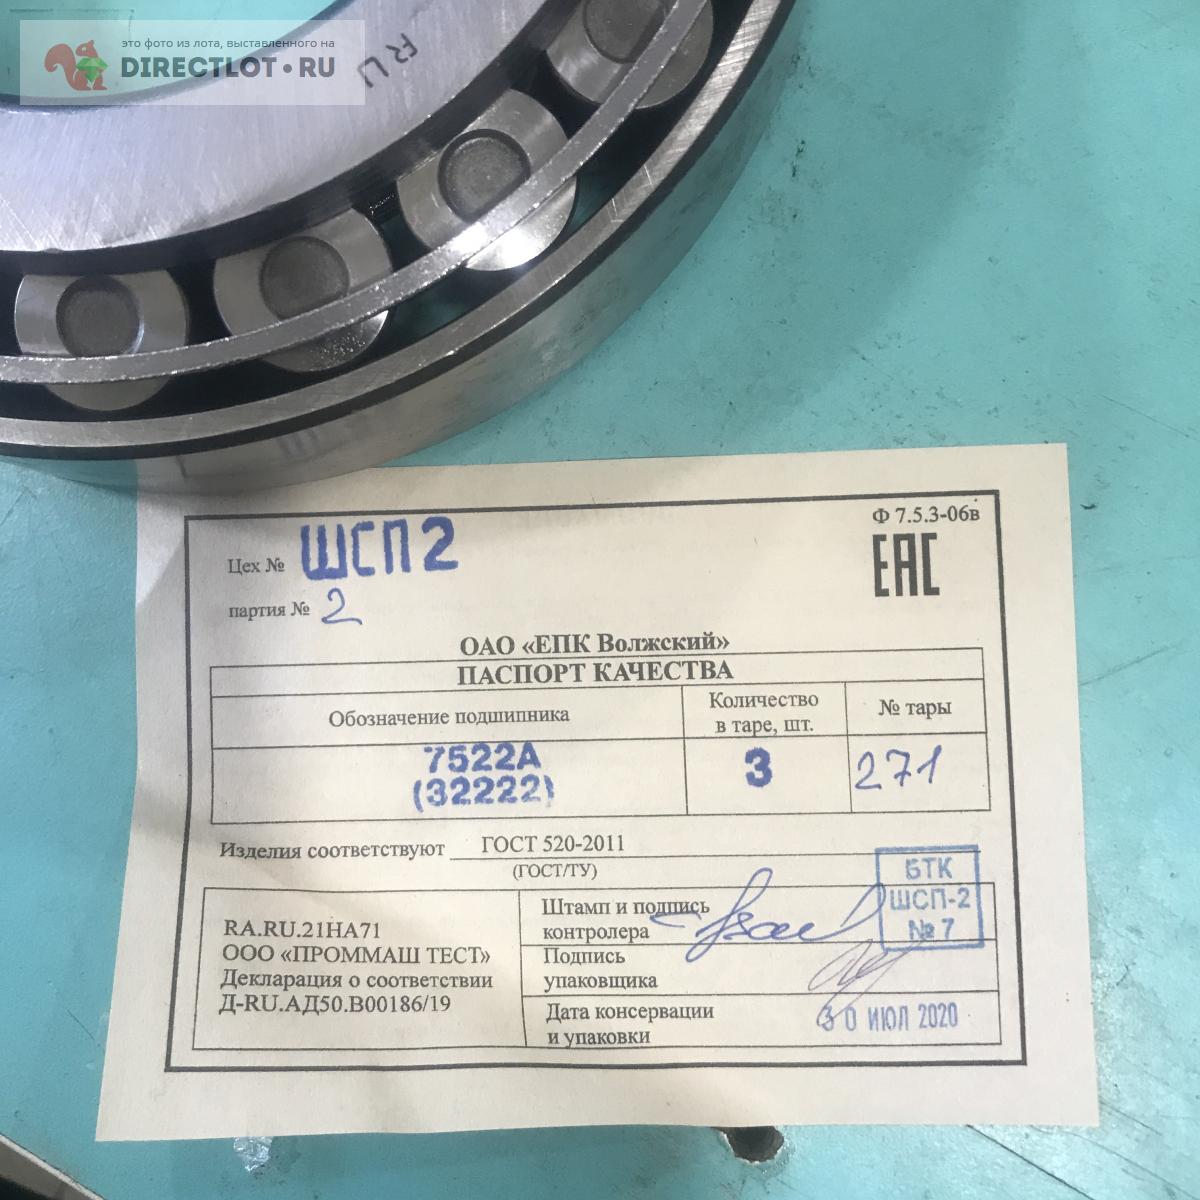 это фото из лота, выставленного на
DIRECTLOT.RU
RU
Ф 7.5.3-06в
Цех № ШСП2
EAC
партия № 2
ОАО «ЕПК Волжский»
ПАСПОРТ КАЧЕСТВА
Обозначение подшипника
Количество
в таре, шт.
№ тары
7522А
(32222)
3
271
Изделия соответствуют ГОСТ 520-2011
(ГОСТ/ТУ)
БТК
ШСП-2
№ 7
RA.RU.21HA71
ООО «ПРОММАШ ТЕСТ»
Декларация о соответствии
Д-RU.АД50.В00186/19
Штамп и подпись
контролера
Подпись
упаковщика
Дата консервации
и упаковки
30 ИЮЛ 2020